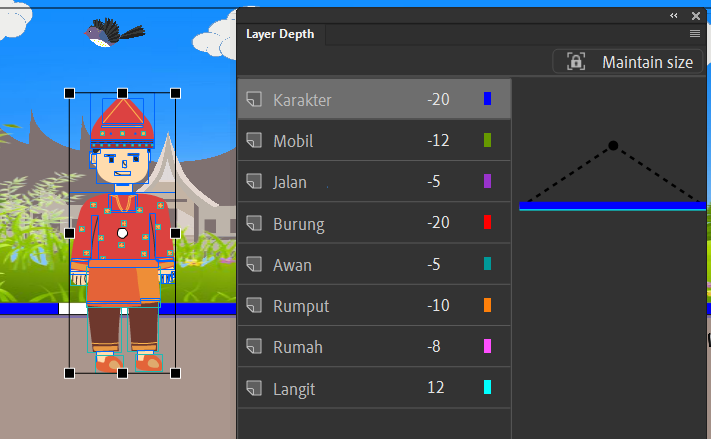 Layer Depth
Maintain size
Karakter -20
Mobil -12
Jalan -5
Burung -20
Awan -5
Rumput -10
Rumah -8
Langit 12